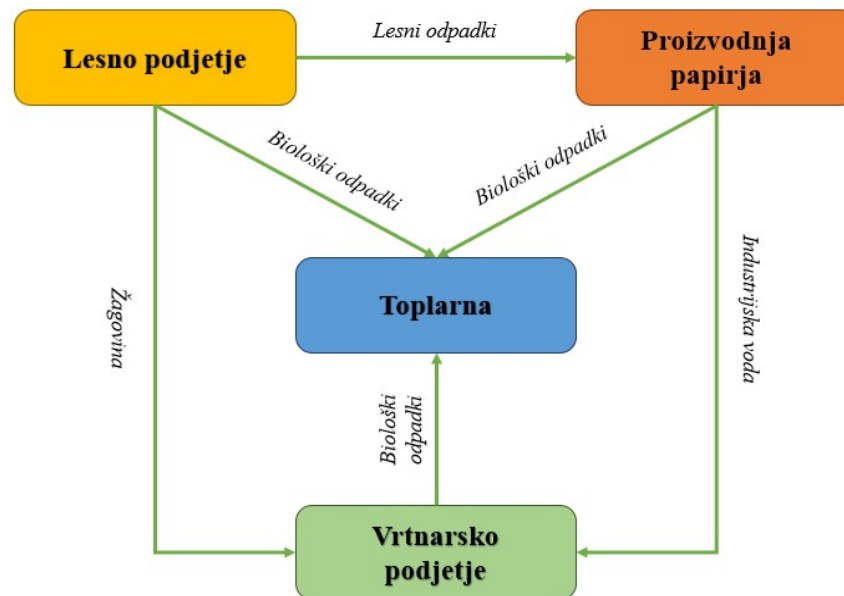 Lesni odpadki
Lesno podjetje
Proizvodnja
papirja
Biološki odpadki
Biološki odpadki
Žagovina
Toplarna
Industrijska voda
Biološki
odpadki
Vrtnarsko
podjetje